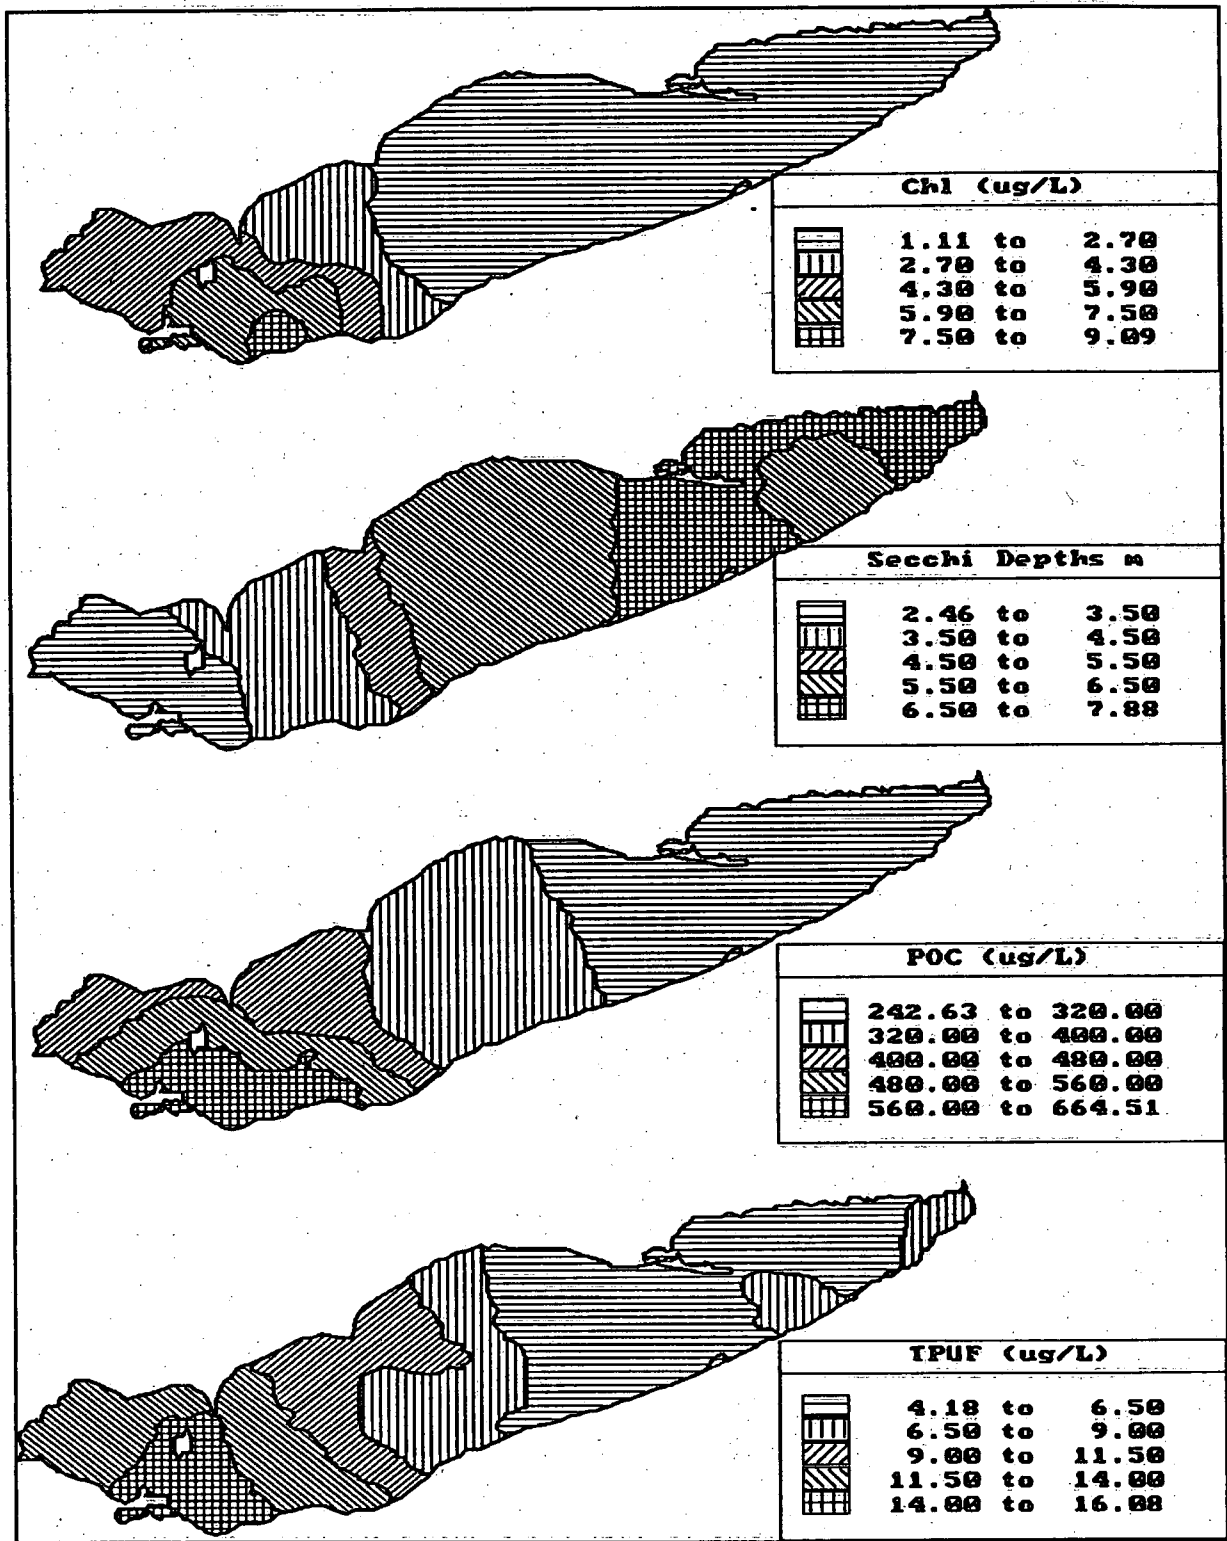 Chl (ug/L)
1.11 to 2.70
2.70 to 4.30
4.30 to 5.90
5.90 to 7.50
7.50 to 9.09
Secchi Depths m
2.46 to 3.50
3.50 to 4.50
4.50 to 5.50
5.50 to 6.50
6.50 to 7.88
POC (ug/L)
242.63 to 320.00
320.00 to 400.00
400.00 to 480.00
480.00 to 560.00
560.00 to 664.51
TPUF (ug/L)
4.18 to 6.50
6.50 to 9.00
9.00 to 11.50
11.50 to 14.00
14.00 to 16.08